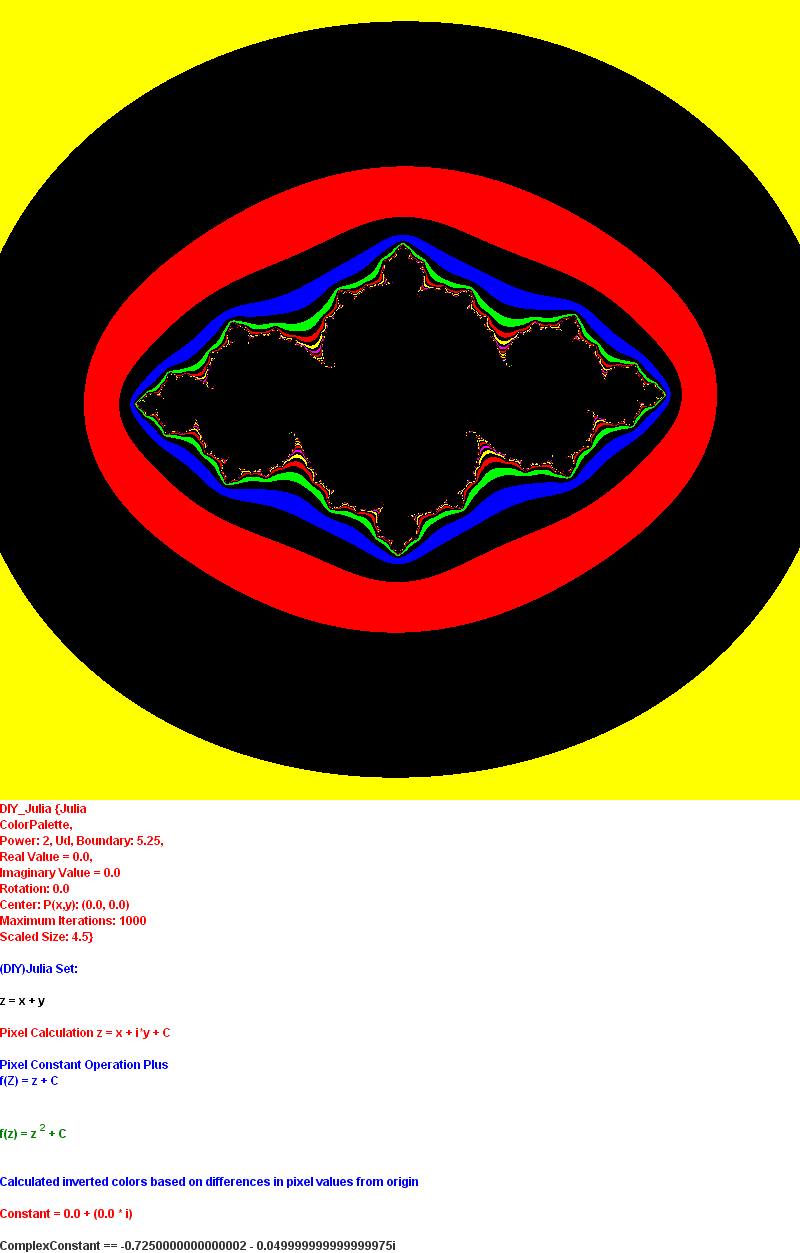 DIY_Julia {Julia
ColorPalette,
Power: 2, Ud, Boundary: 5.25,
Real Value = 0.0,
Imaginary Value = 0.0
Rotation: 0.0
Center: P(x,y): (0.0, 0.0)
Maximum Iterations: 1000
Scaled Size: 4.5}
(DIY)Julia Set:
z = x + y
Pixel Calculation z = x + i*y + C
Pixel Constant Operation Plus
f(Z) = z + C
f(z) = z 2 + C
Calculated inverted colors based on differences in pixel values from origin
Constant = 0.0 + (0.0 * i)
ComplexConstant == -0.7250000000000002 - 0.049999999999999975i